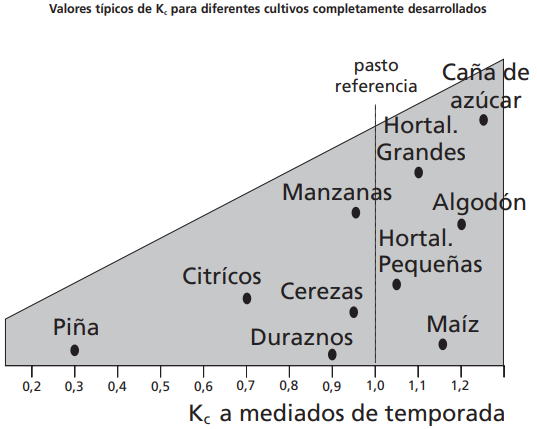 Valores típicos de Kc para diferentes cultivos completamente desarrollados
pasto
referencia
Caña de
azúcar
Hortal.
Grandes
Manzanas
Algodón
Hortal.
Pequeñas
Citrícos
Cerezas
Piña
Duraznos
Maíz
0,2 0,3 0,4 0,5 0,6 0,7 0,8 0,9 1,0 1,1 1,2
Kc a mediados de temporada